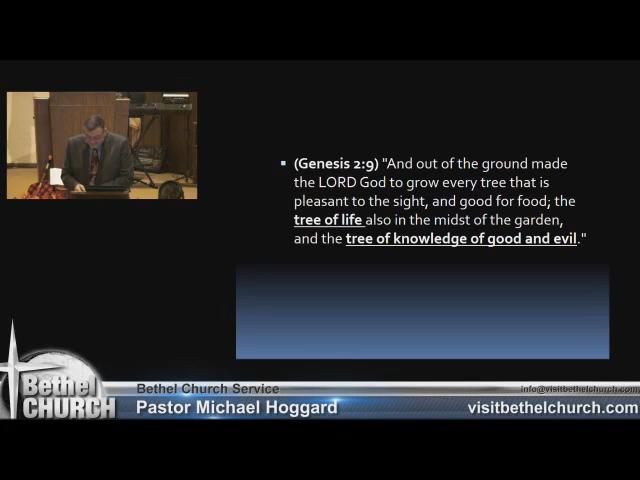 (Genesis 2:9) "And out of the ground made
the LORD God to grow every tree that is
pleasant to the sight, and good for food; the
tree of life also in the midst of the garden,
and the tree of knowledge of good and evil."
Bethel
CHURCH
Bethel Church Service
info@visitbethelchurch.com
Pastor Michael Hoggard
visitbethelchurch.com